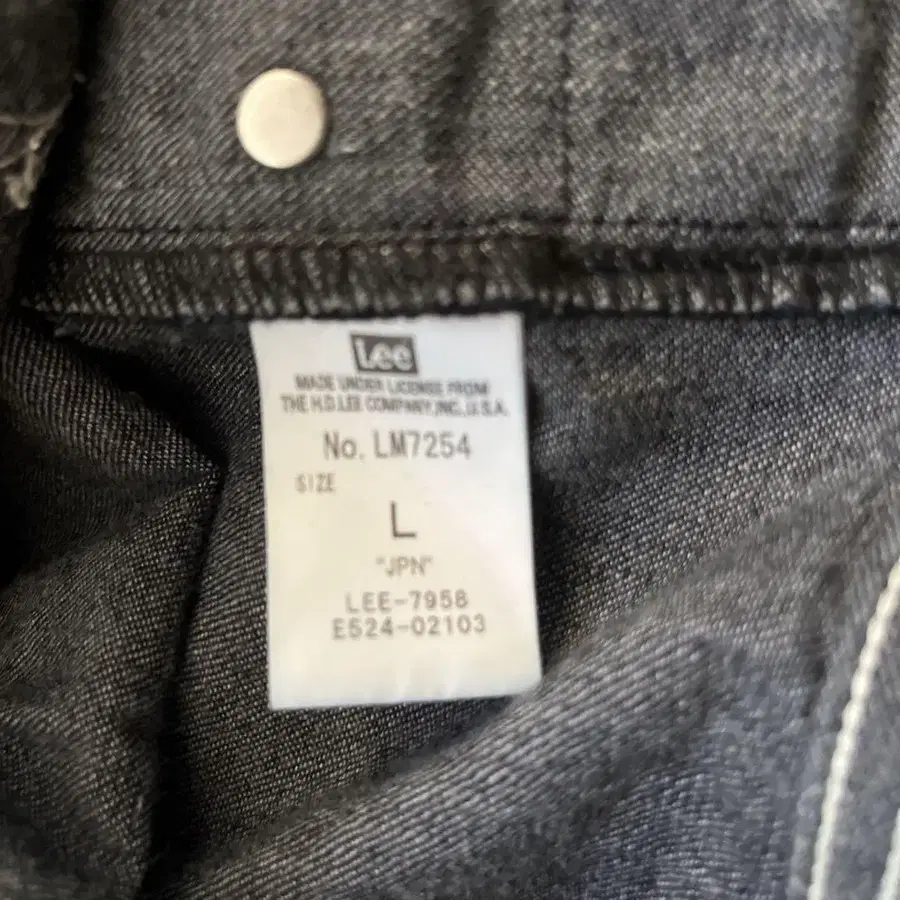 Lee
MADE UNDER LICENSE FROM
THE H.D.LEE COMPANY,INC.,U.S.A.
No. LM7254
SIZE
L
"JPN"
LEE-7958
E524-02103